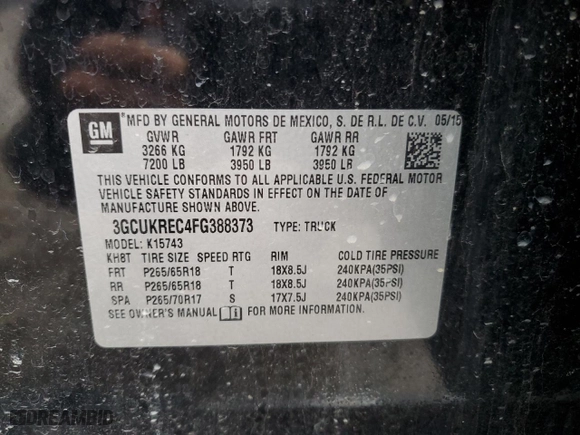 GM
MFD BY GENERAL MOTORS DE MEXICO, S. DE R.L. DE C.V. 05/15
GVWR GAWR FRT GAWR RR
3266 KG 1792 KG 1792 KG
7200 LB 3950 LB 3950 LB
THIS VEHICLE CONFORMS TO ALL APPLICABLE U.S. FEDERAL MOTOR
VEHICLE SAFETY STANDARDS IN EFFECT ON THE DATE OF
MANUFACTURE SHOWN ABOVE.
3GCUKREC4FG388373 TYPE: TRUCK
MODEL: K15743
KH8T TIRE SIZE SPEED RTG RIM COLD TIRE PRESSURE
FRT P265/65R18 T 18X8.5J 240KPA(35PSI)
RR P265/65R18 T 18X8.5J 240KPA(35PSI)
SPA P265/70R17 S 17X7.5J 240KPA(35PSI)
SEE OWNER'S MANUAL i FOR MORE INFORMATION.
DREAMBID